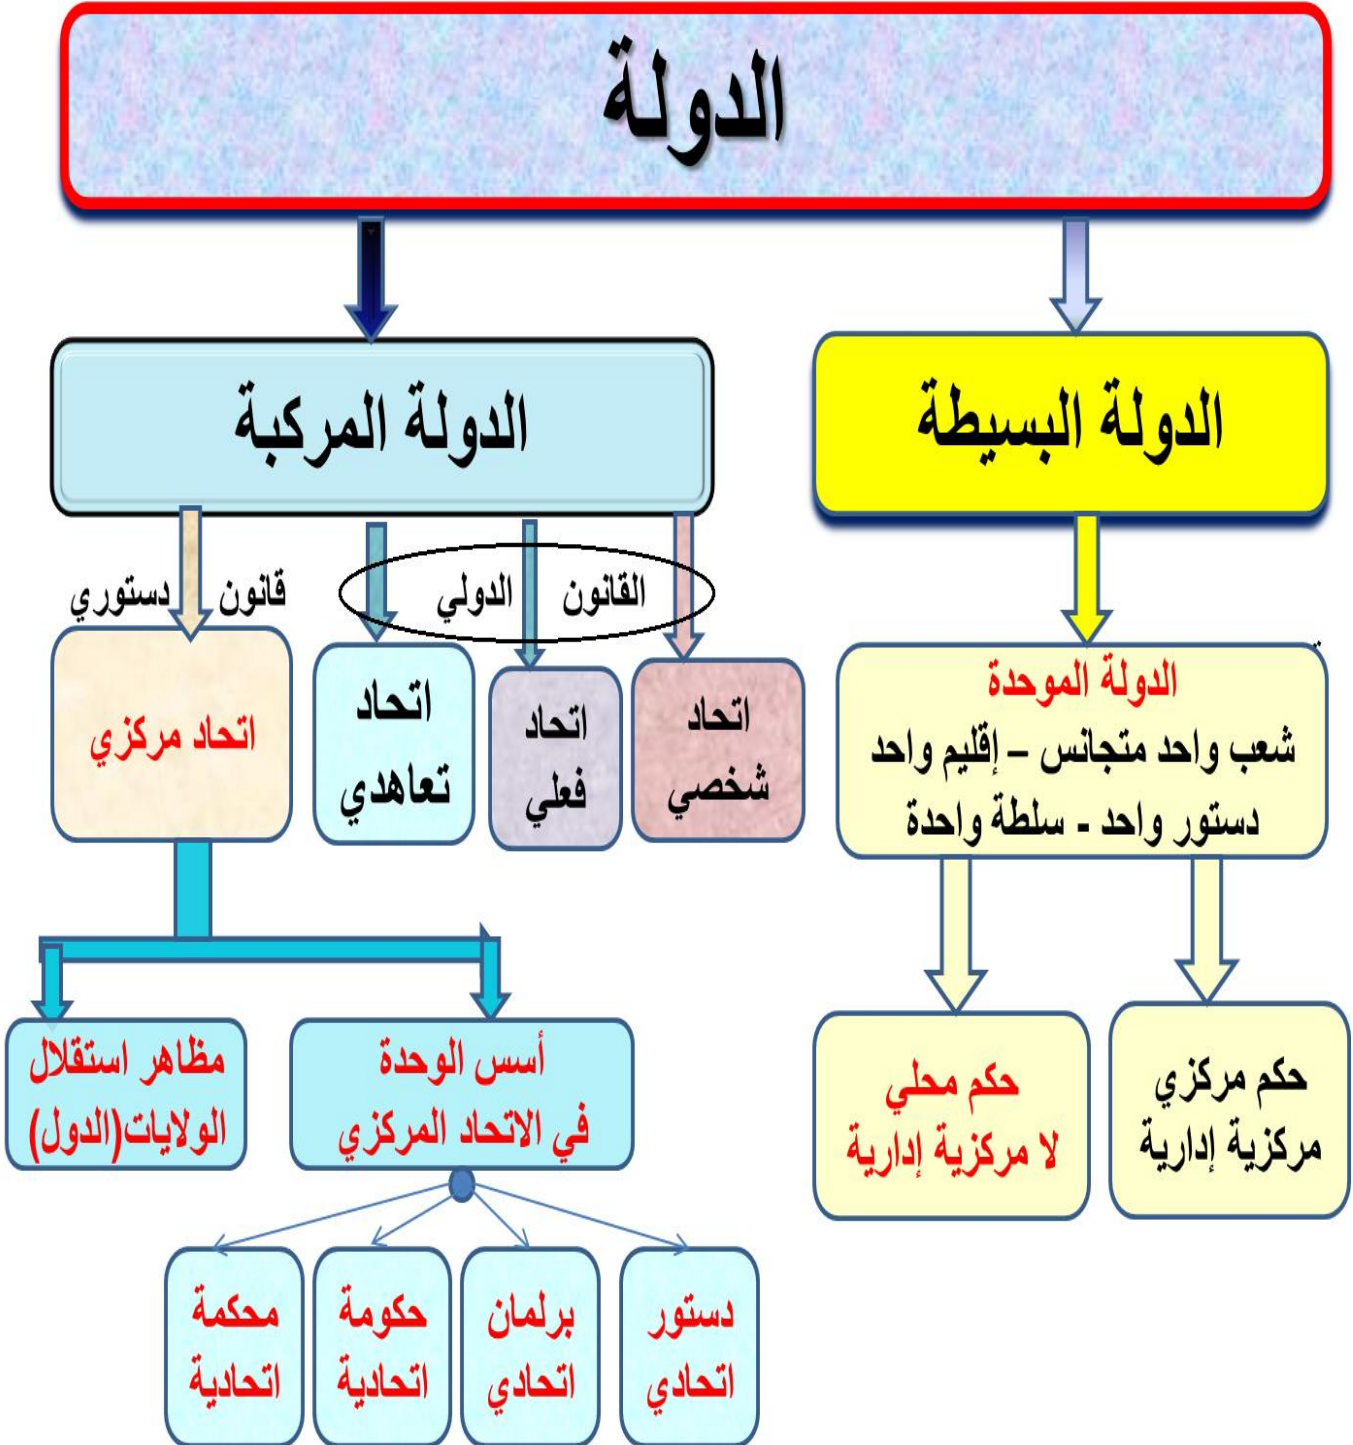 الدولة
الدولة البسيطة
الدولة المركبة
القانون الدولي
قانون دستوري
الدولة الموحدة
شعب واحد متجانس – إقليم واحد
دستور واحد - سلطة واحدة
اتحاد
شخصي
اتحاد
فعلي
اتحاد
تعاهدي
اتحاد مركزي
حكم مركزي
مركزية إدارية
حكم محلي
لا مركزية إدارية
أسس الوحدة
في الاتحاد المركزي
مظاهر استقلال
الولايات(الدول)
دستور
اتحادي
برلمان
اتحادي
حكومة
اتحادية
محكمة
اتحادية